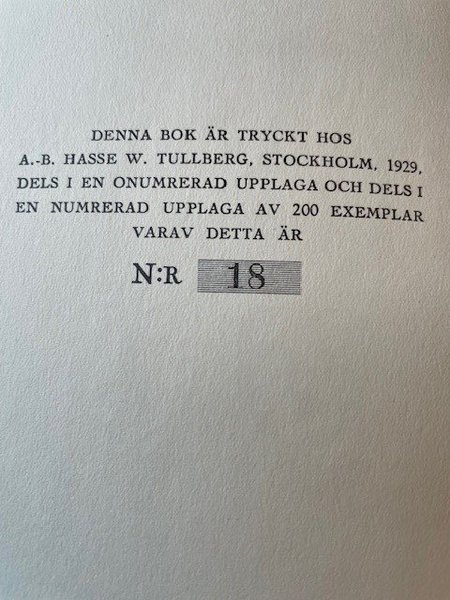 DENNA BOK ÄR TRYCKT HOS
A.-B. HASSE W. TULLBERG, STOCKHOLM, 1929,
DELS I EN ONUMRERAD UPPLAGA OCH DELS I
EN NUMRERAD UPPLAGA AV 200 EXEMPLAR
VARAV DETTA ÄR
N:R 18